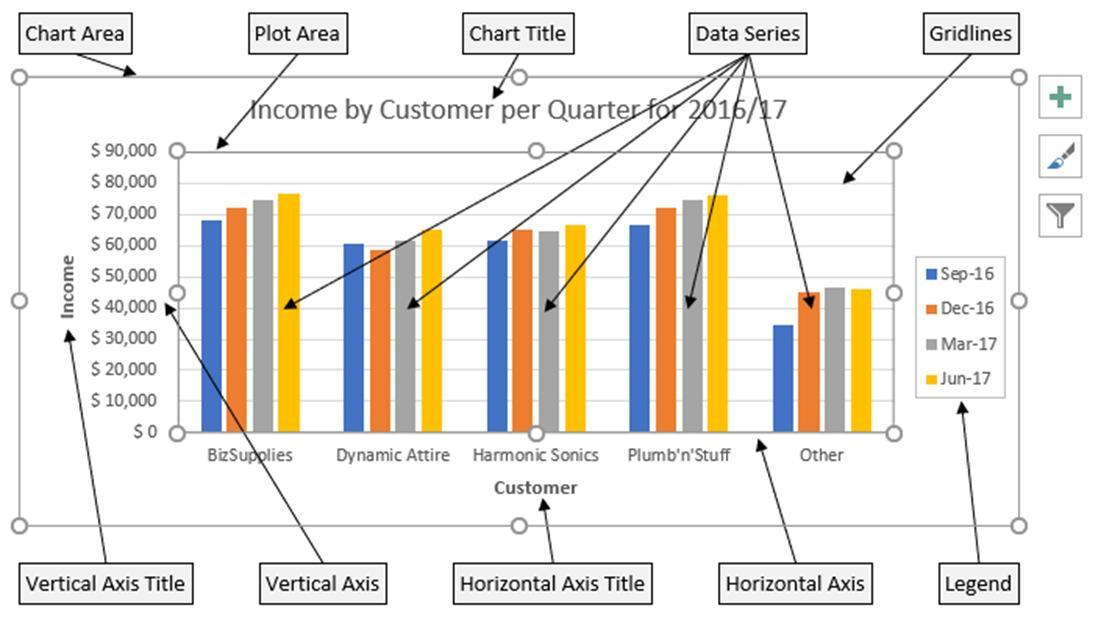 Chart Area
Plot Area
Chart Title
Data Series
Gridlines
Income by Customer per Quarter for 2016/17
$ 90,000
$ 80,000
$ 70,000
$ 60,000
$ 50,000
$ 40,000
$ 30,000
$ 20,000
$ 10,000
$ 0
Income
BizSupplies
Dynamic Attire
Harmonic Sonics
Plumb'n'Stuff
Other
Customer
Sep-16
Dec-16
Mar-17
Jun-17
Vertical Axis Title
Vertical Axis
Horizontal Axis Title
Horizontal Axis
Legend